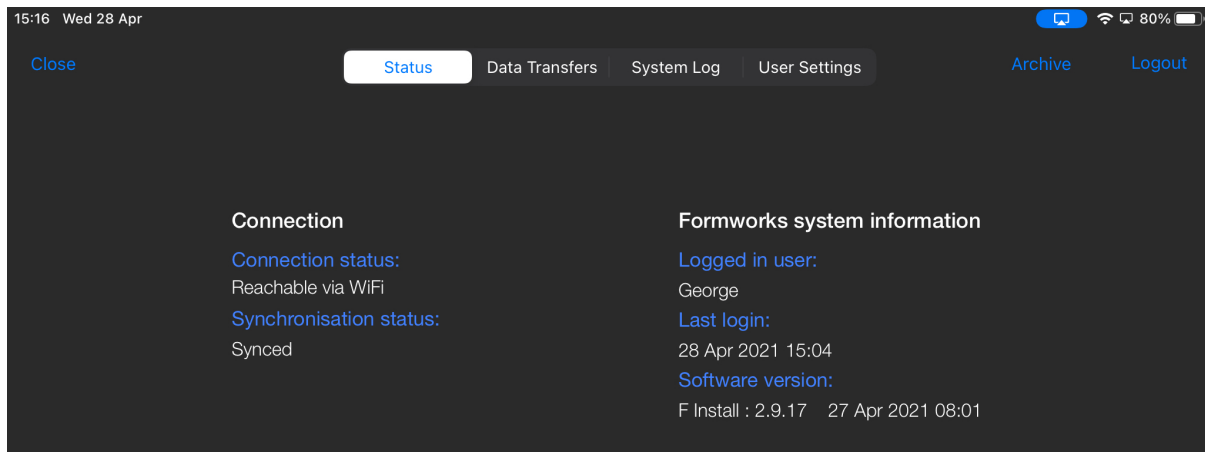 15:16 Wed 28 Apr
80%
Close
Status
Data Transfers
System Log
User Settings
Archive
Logout
Connection
Connection status:
Reachable via WiFi
Synchronisation status:
Synced
Formworks system information
Logged in user:
George
Last login:
28 Apr 2021 15:04
Software version:
F Install : 2.9.17 27 Apr 2021 08:01